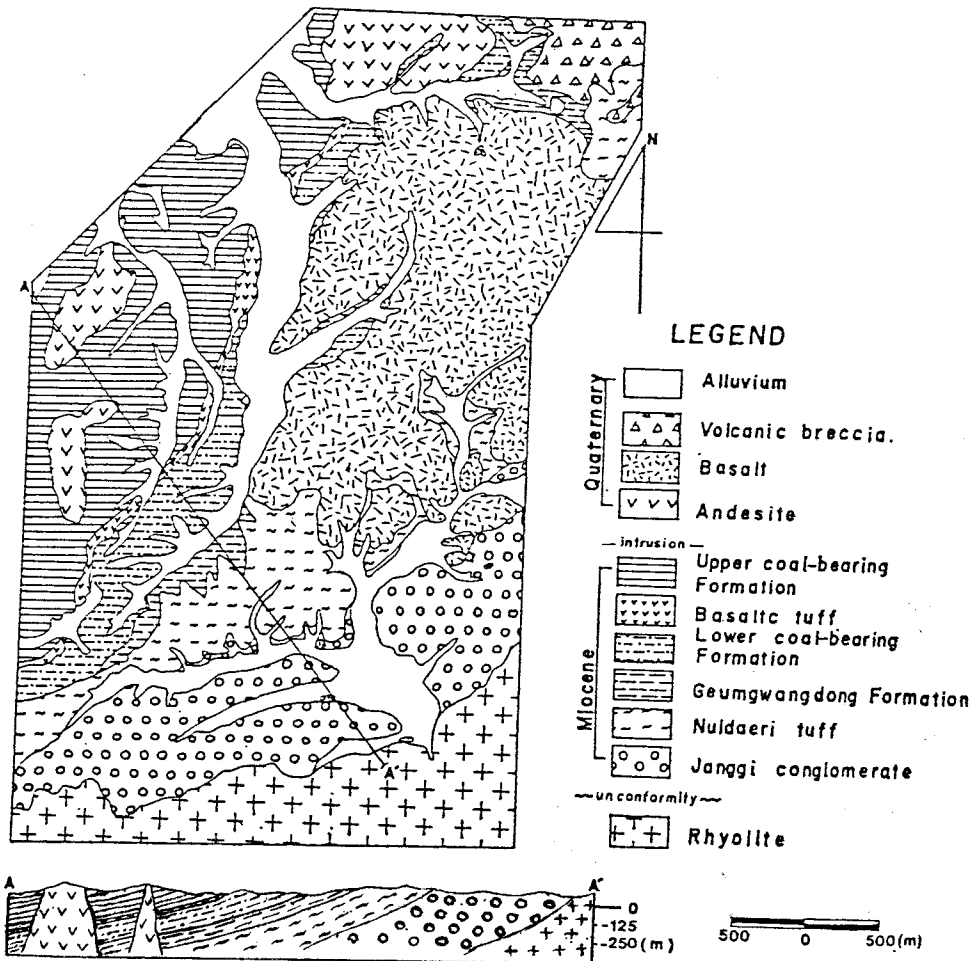 N
A
A'
LEGEND
Quaternary
Alluvium
Volcanic breccia.
Basalt
Andesite
— intrusion —
Miocene
Upper coal-bearing
Formation
Basaltc tuff
Lower coal-bearing
Formation
Geumgwangdong Formation
Nuldaeri tuff
Janggi conglomerate
~unconformity~
Rhyolite
A
A'
0
-125
-250 (m)
500 0 500(m)